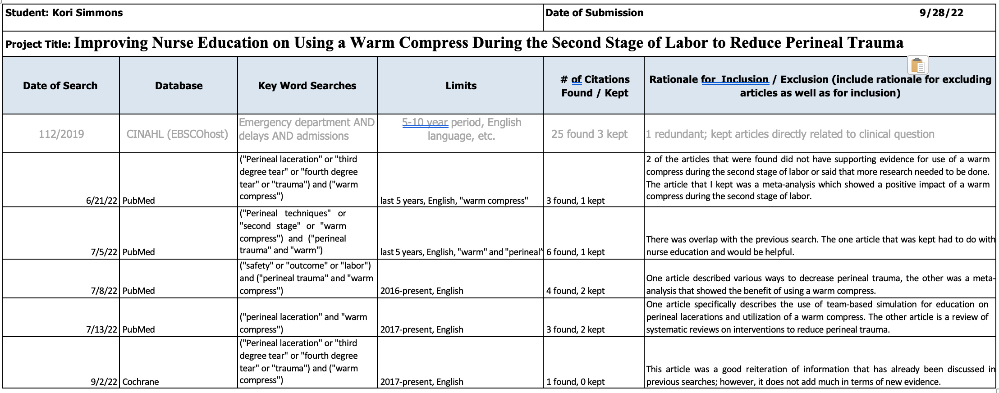 Student: Kori Simmons
Date of Submission 9/28/22
Project Title: Improving Nurse Education on Using a Warm Compress During the Second Stage of Labor to Reduce Perineal Trauma
Date of Search
Database
Key Word Searches
Limits
# of Citations
Found / Kept
Rationale for Inclusion / Exclusion (include rationale for excluding
articles as well as for inclusion)
112/2019
CINAHL (EBSCOhost)
Emergency department AND
delays AND admissions
5-10 year period, English
language, etc.
25 found 3 kept
1 redundant; kept articles directly related to clinical question
6/21/22
PubMed
("Perineal laceration" or "third
degree tear" or "fourth degree
tear" or "trauma") and ("warm
compress")
last 5 years, English, "warm compress"
3 found, 1 kept
2 of the articles that were found did not have supporting evidence for use of a warm
compress during the second stage of labor or said that more research needed to be done.
The article that I kept was a meta-analysis which showed a positive impact of a warm
compress during the second stage of labor.
7/5/22
PubMed
("Perineal techniques" or
"second stage" or "warm
compress") and ("perineal
trauma" and "warm")
last 5 years, English, "warm" and "perineal"
6 found, 1 kept
There was overlap with the previous search. The one article that was kept had to do with
nurse education and would be helpful.
7/8/22
PubMed
("safety" or "outcome" or "labor")
and ("perineal trauma" and "warm
compress")
2016-present, English
4 found, 2 kept
One article described various ways to decrease perineal trauma, the other was a meta-
analysis that showed the benefit of using a warm compress.
7/13/22
PubMed
("perineal laceration" and "warm
compress")
2017-present, English
3 found, 2 kept
One article specifically describes the use of team-based simulation for education on
perineal lacerations and utilization of a warm compress. The other article is a review of
systematic reviews on interventions to reduce perineal trauma.
9/2/22
Cochrane
("Perineal laceration" or "third
degree tear" or "fourth degree
tear" or "trauma") and ("warm
compress")
2017-present, English
1 found, 0 kept
This article was a good reiteration of information that has already been discussed in
previous searches; however, it does not add much in terms of new evidence.